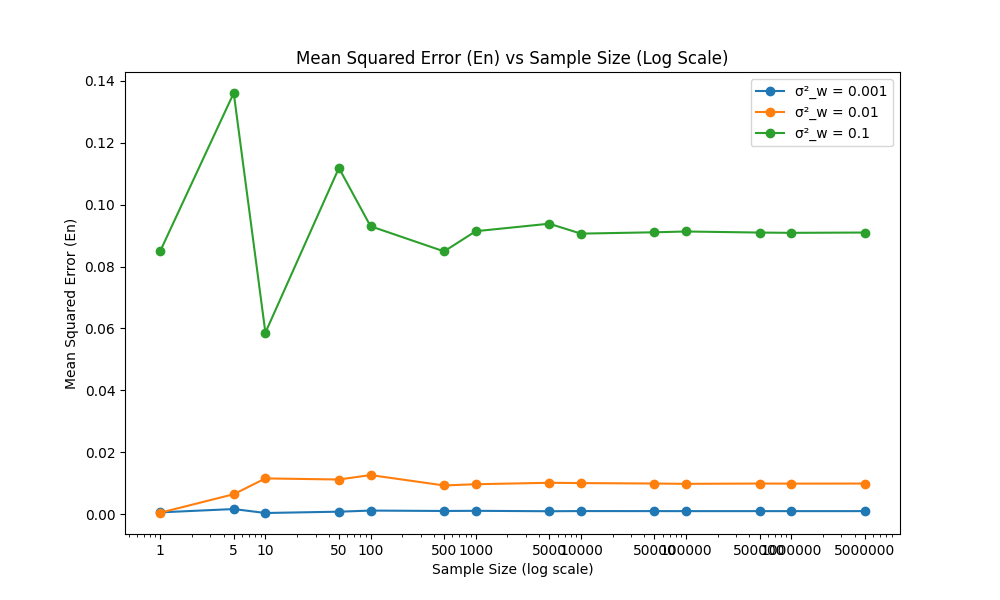 Mean Squared Error (En) vs Sample Size (Log Scale)
σ²_w = 0.001
σ²_w = 0.01
σ²_w = 0.1
Mean Squared Error (En)
0.14
0.12
0.10
0.08
0.06
0.04
0.02
0.00
1 5 10 50 100 500 1000 5000 10000 50000 100000 500000 1000000 5000000
Sample Size (log scale)